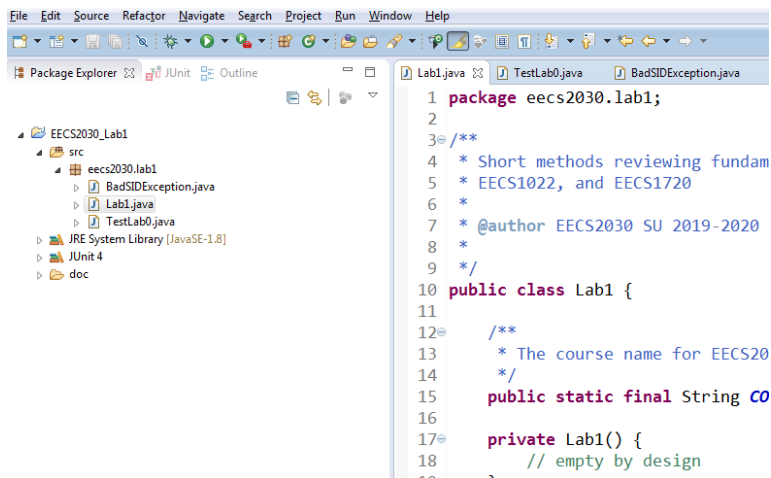 File Edit Source Refactor Navigate Search Project Run Window Help
Package Explorer JUnit Outline
EECS2030_Lab1
src
eecs2030.lab1
BadSIDException.java
Lab1.java
TestLab0.java
JRE System Library [JavaSE-1.8]
JUnit 4
doc
Lab1.java TestLab0.java BadSIDException.java
1 package eecs2030.lab1;
2
3 /**
4 * Short methods reviewing fundam
5 * EECS1022, and EECS1720
6 *
7 * @author EECS2030 SU 2019-2020
8 *
9 */
10 public class Lab1 {
11
12 /**
13 * The course name for EECS20
14 */
15 public static final String CO
16
17 private Lab1() {
18 // empty by design